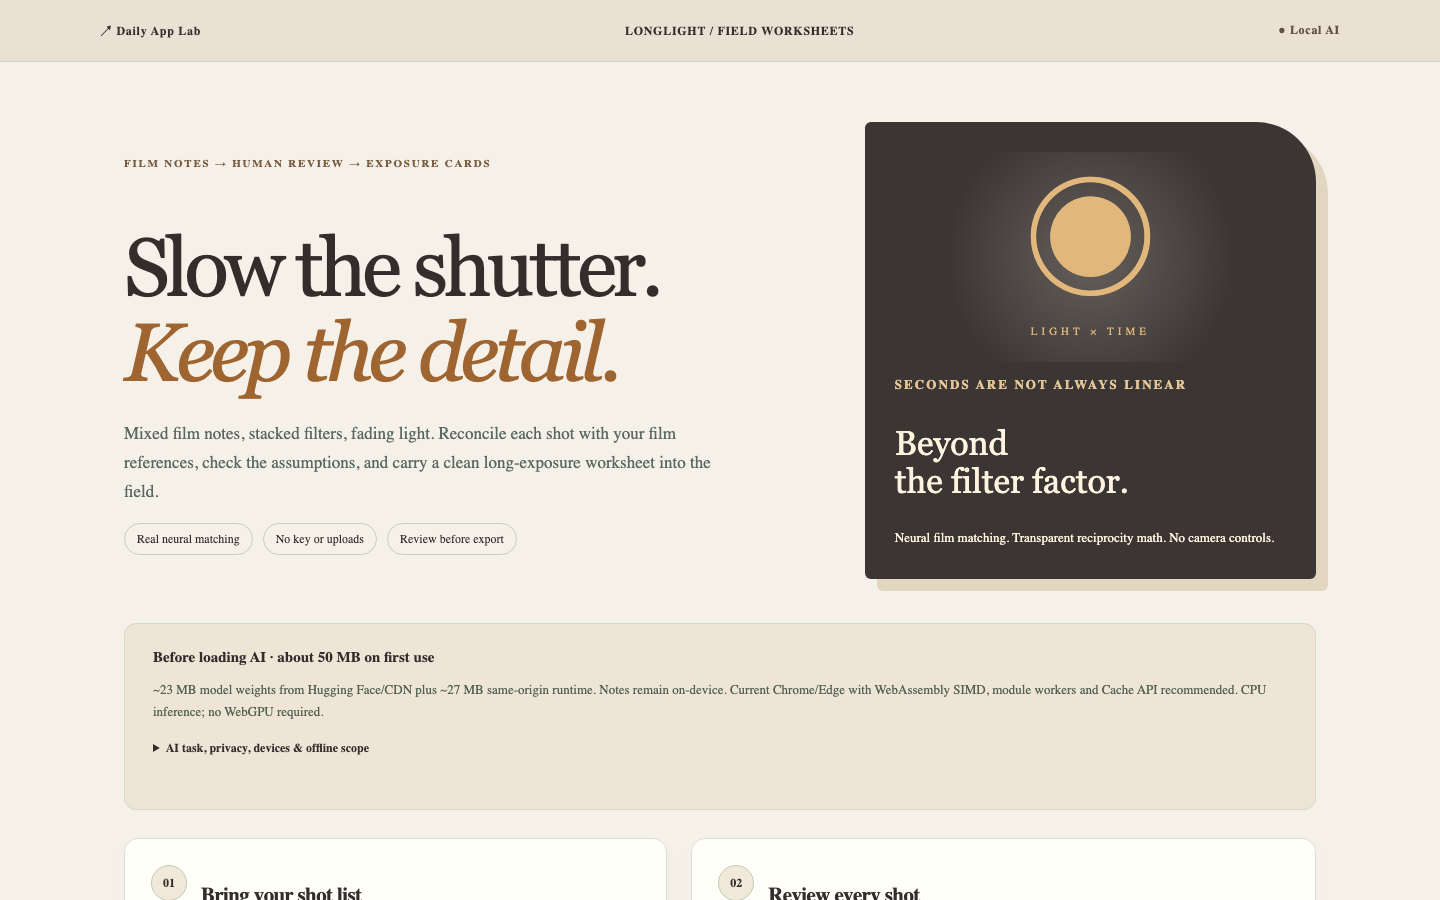 ↗ Daily App Lab
LONGLIGHT / FIELD WORKSHEETS
● Local AI
FILM NOTES → HUMAN REVIEW → EXPOSURE CARDS
Slow the shutter.
Keep the detail.
Mixed film notes, stacked filters, fading light. Reconcile each shot with your film
references, check the assumptions, and carry a clean long-exposure worksheet into the
field.
Real neural matching
No key or uploads
Review before export
LIGHT × TIME
SECONDS ARE NOT ALWAYS LINEAR
Beyond
the filter factor.
Neural film matching. Transparent reciprocity math. No camera controls.
Before loading AI · about 50 MB on first use
~23 MB model weights from Hugging Face/CDN plus ~27 MB same-origin runtime. Notes remain on-device. Current Chrome/Edge with WebAssembly SIMD, module workers and Cache API recommended. CPU
inference; no WebGPU required.
▶ AI task, privacy, devices & offline scope
01
Bring your shot list
02
Review every shot